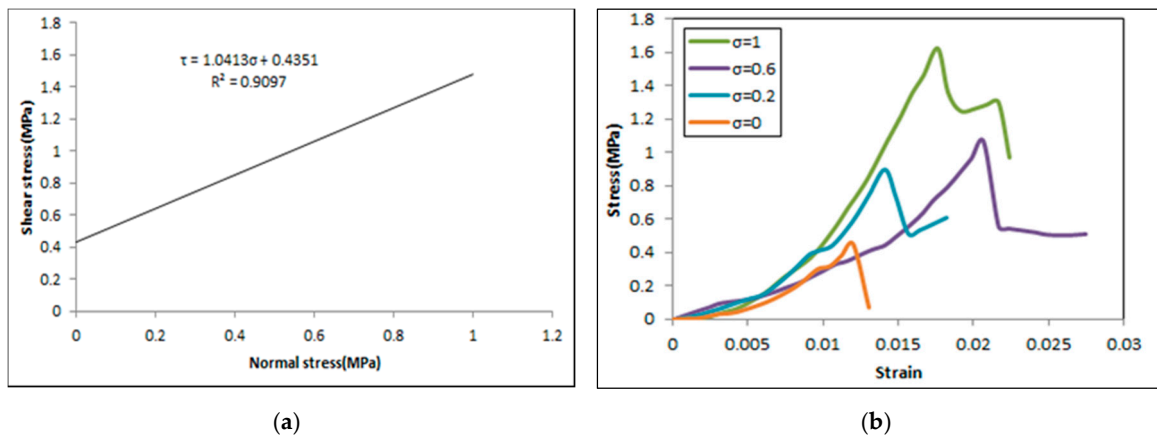 1.8
1.6
1.4
1.2
1
0.8
0.6
0.4
0.2
0
Shear stress(MPa)
τ = 1.0413σ + 0.4351
R² = 0.9097
0 0.2 0.4 0.6 0.8 1 1.2
Normal stress(MPa)
(a)
1.8
1.6
1.4
1.2
1
0.8
0.6
0.4
0.2
0
Stress(MPa)
σ=1
σ=0.6
σ=0.2
σ=0
0 0.005 0.01 0.015 0.02 0.025 0.03
Strain
(b)